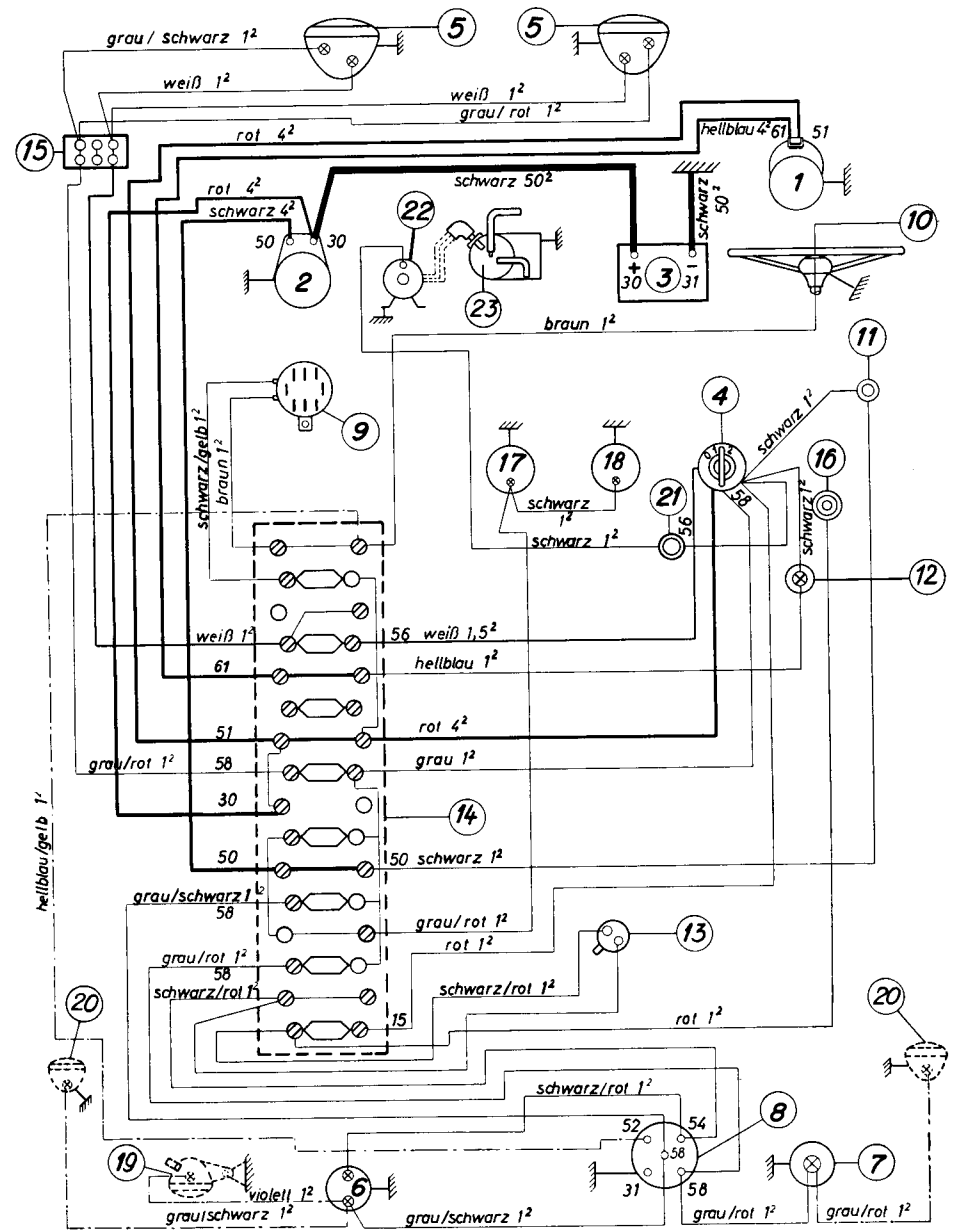 5
5
grau / schwarz 1²
weiß 1²
weiß 1²
grau / rot 1²
15
rot 4²
hellblau 4²
61
51
1
rot 4²
schwarz 4²
schwarz 50²
schwarz 50²
22
10
50
30
2
23
+
30
3
–
31
braun 1²
11
9
4
schwarz/gelb 1²
braun 1²
17
18
0
1
2
58
schwarz 1²
16
schwarz 1²
21
56
schwarz 1²
schwarz 1²
12
weiß 1²
56 weiß 1,5²
61
hellblau 1²
51
rot 4²
grau/rot 1²
58
grau 1²
30
14
hellblau/gelb 1²
50
50 schwarz 1²
grau/schwarz 1²
58
grau/rot 1²
rot 1²
13
grau/rot 1²
58
schwarz/rot 1²
schwarz/rot 1²
15
rot 1²
20
20
schwarz/rot 1²
52
54
8
58
19
6
31
58
7
violett 1²
grau/schwarz 1²
grau/schwarz 1²
grau/rot 1²
grau/rot 1²